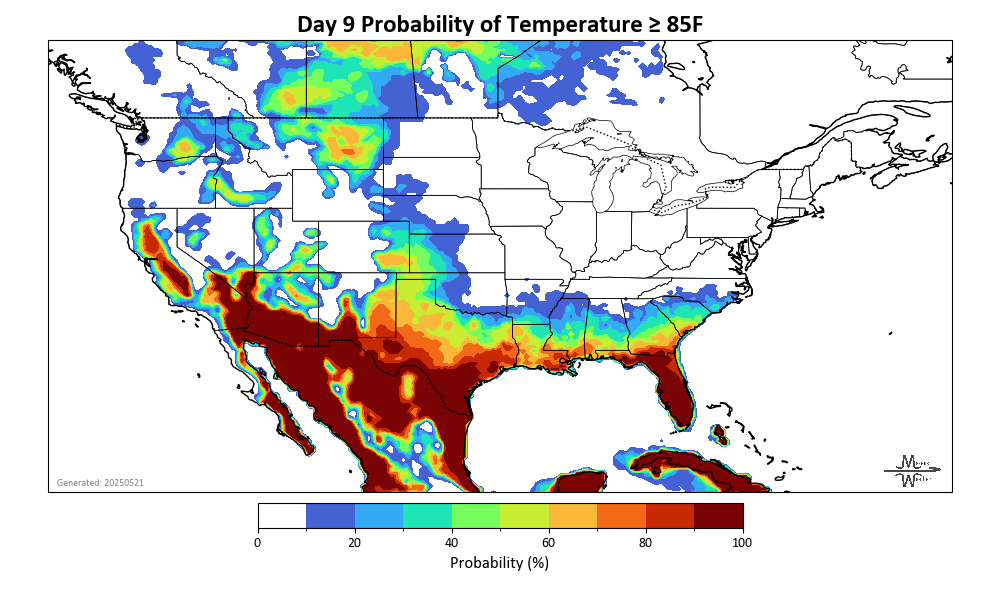 Day 9 Probability of Temperature ≥ 85F
Generated: 20250521
0 20 40 60 80 100
Probability (%)